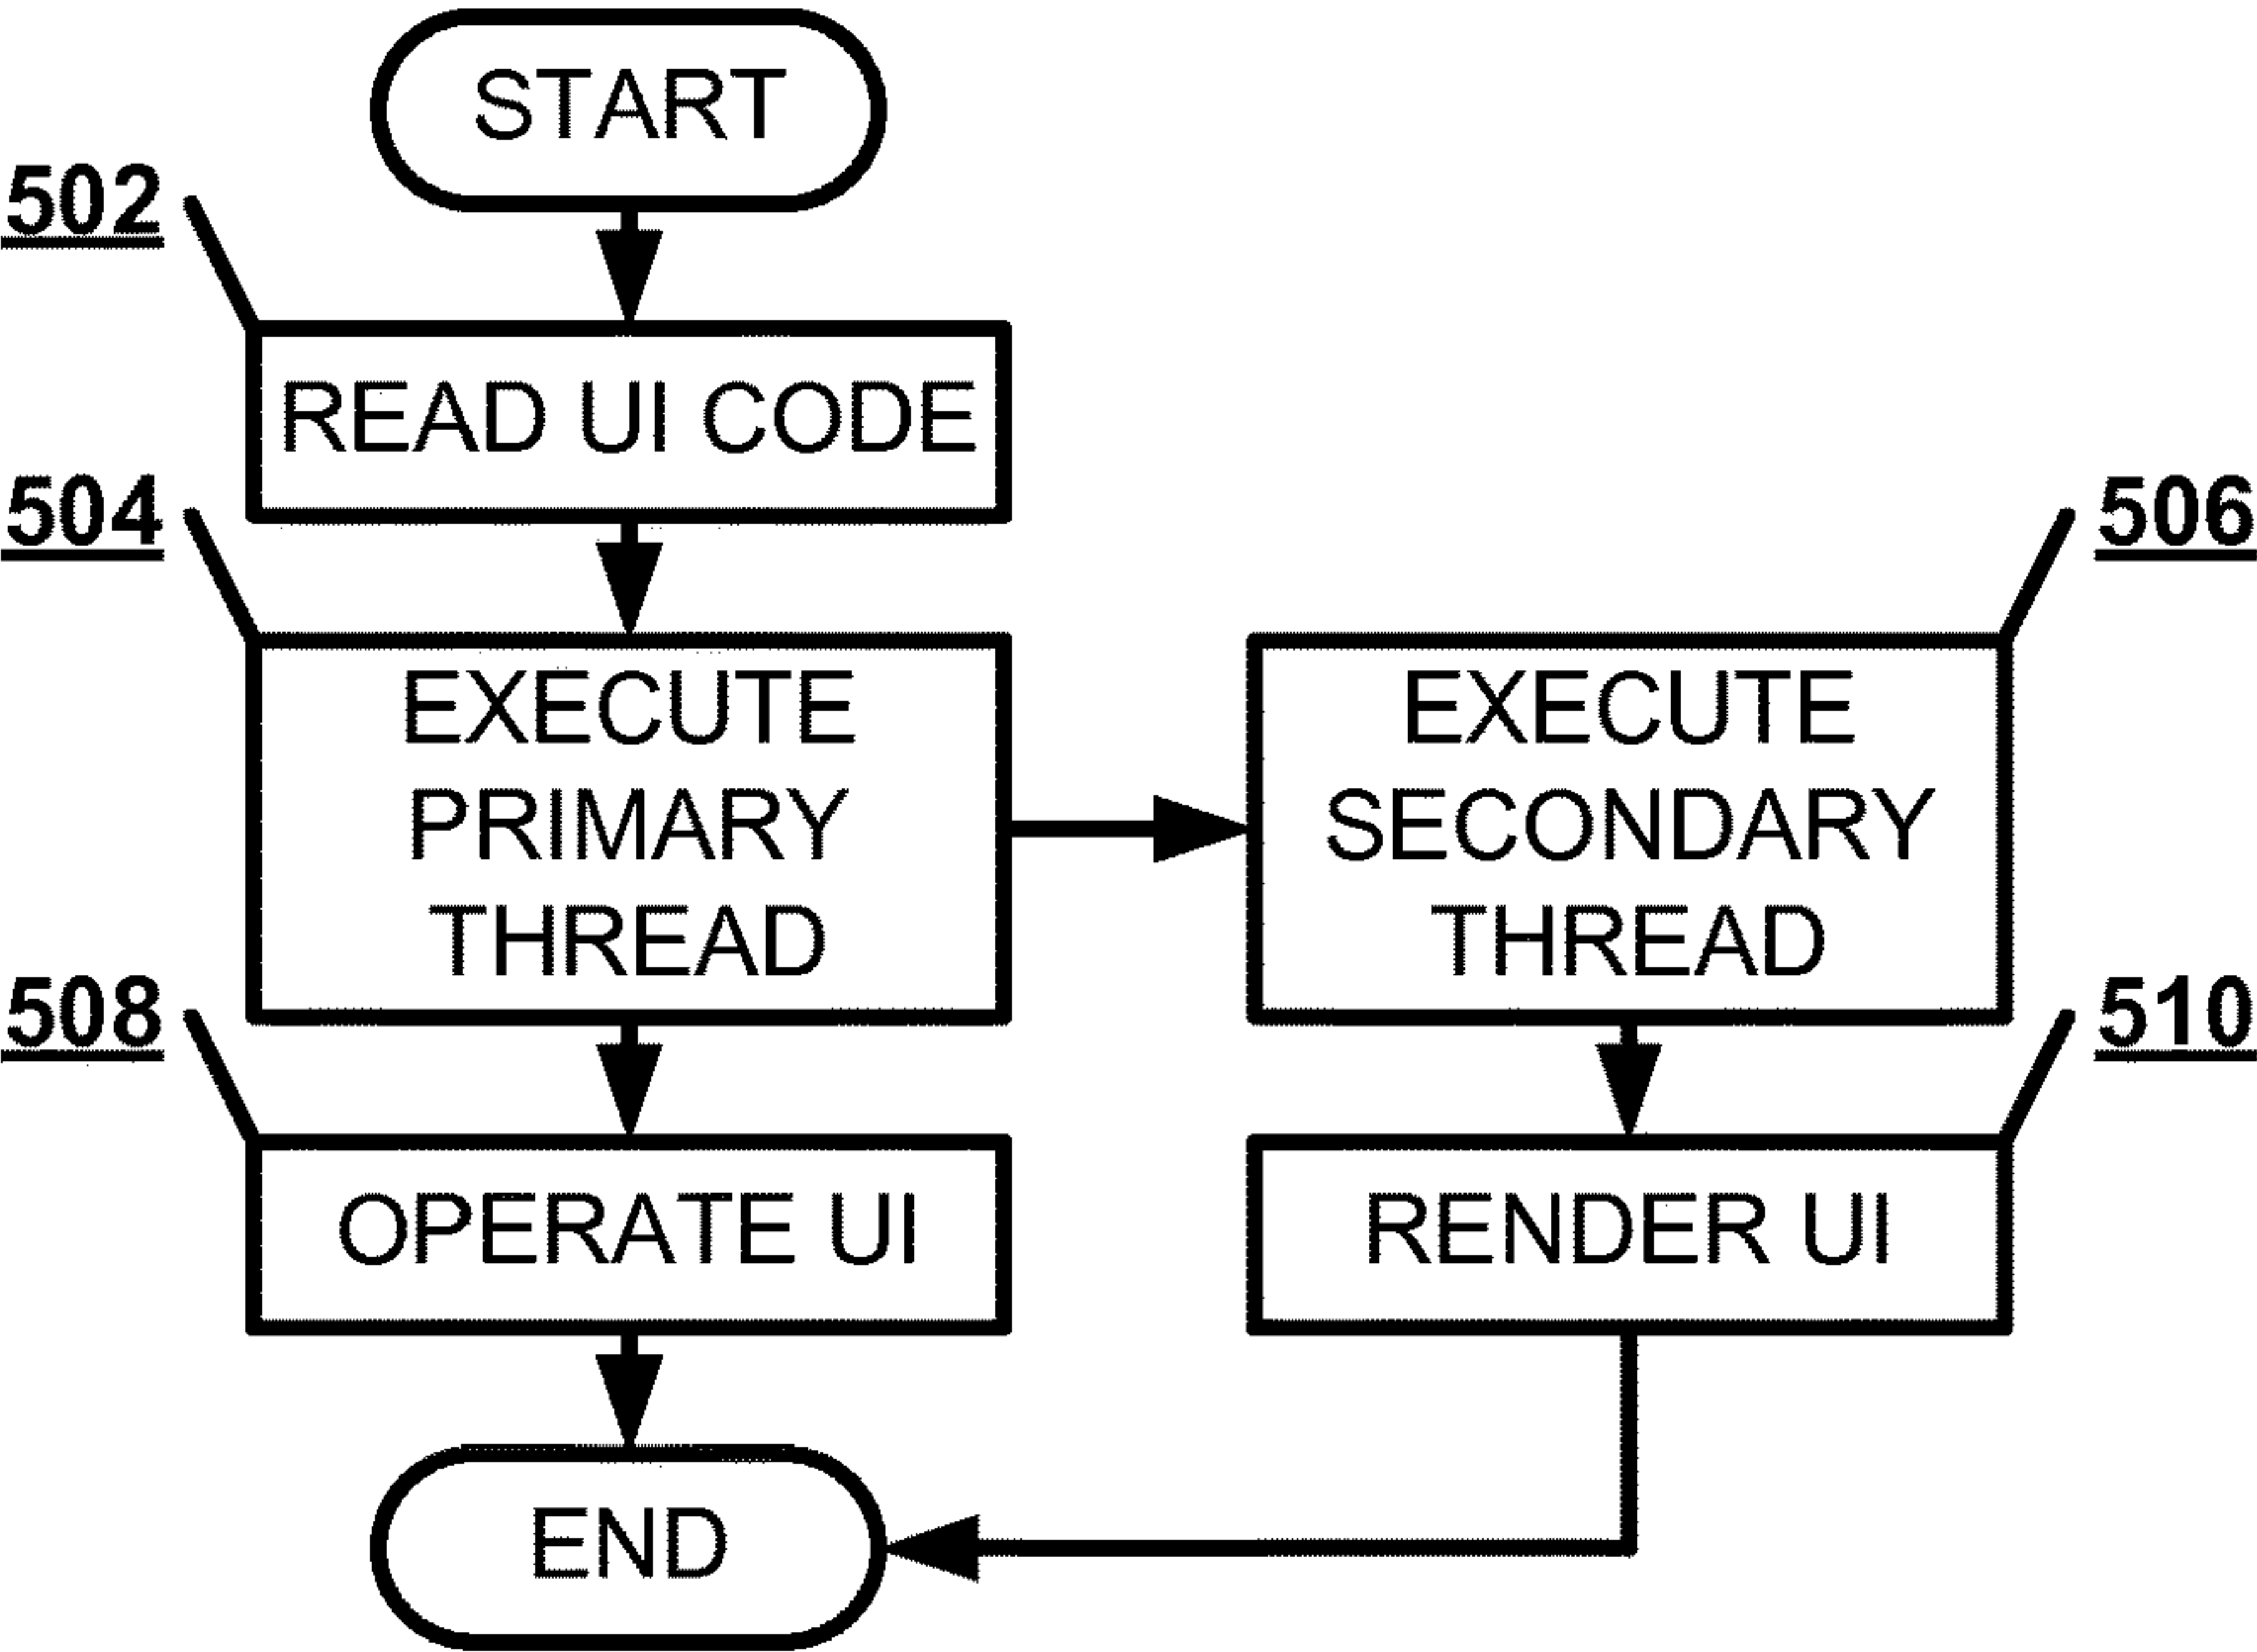 START
502
READ UI CODE
504
506
EXECUTE
PRIMARY
THREAD
EXECUTE
SECONDARY
THREAD
508
510
OPERATE UI
RENDER UI
END